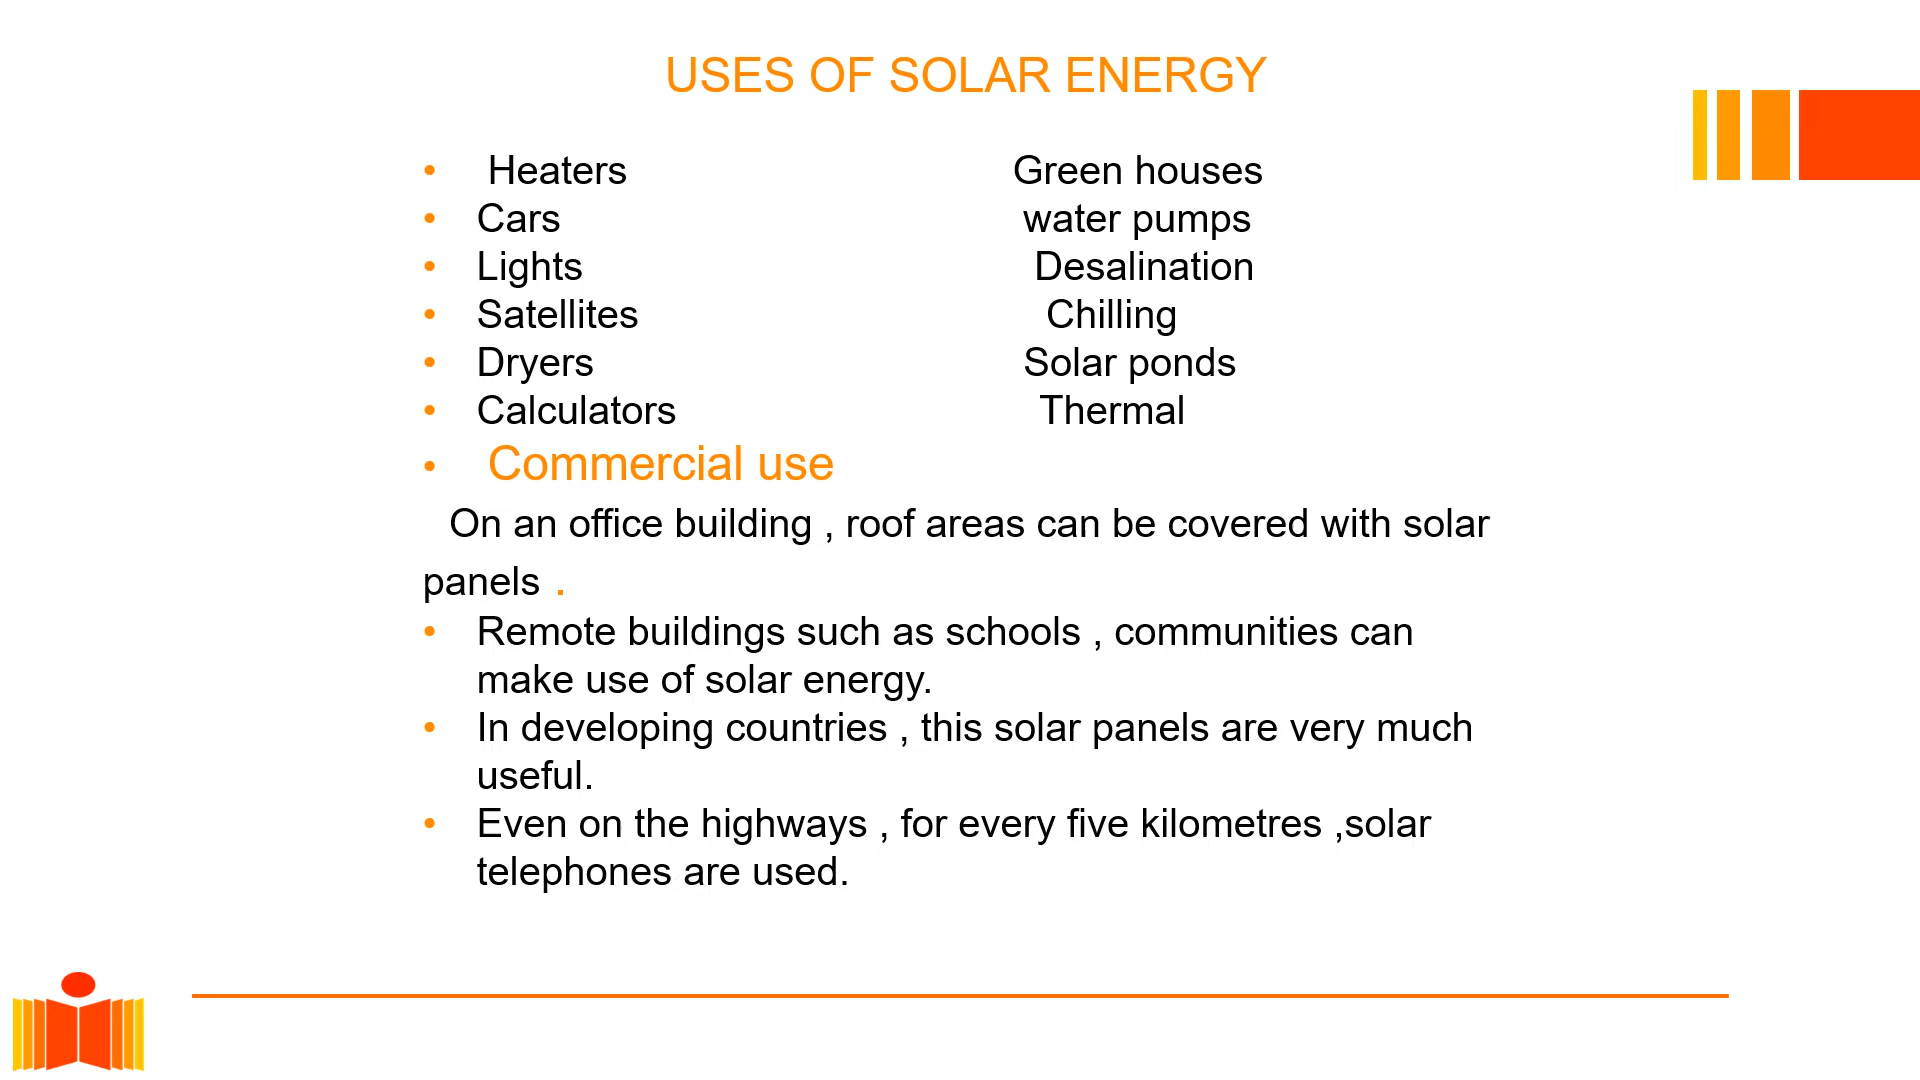 USES OF SOLAR ENERGY
• Heaters Green houses
• Cars water pumps
• Lights Desalination
• Satellites Chilling
• Dryers Solar ponds
• Calculators Thermal
• Commercial use
On an office building , roof areas can be covered with solar
panels .
• Remote buildings such as schools , communities can
make use of solar energy.
• In developing countries , this solar panels are very much
useful.
• Even on the highways , for every five kilometres ,solar
telephones are used.